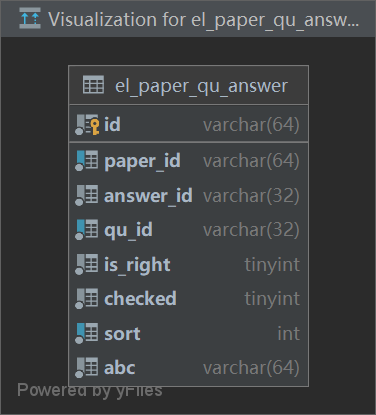 Visualization for el_paper_qu_answ...
el_paper_qu_answer
id varchar(64)
paper_id varchar(64)
answer_id varchar(32)
qu_id varchar(32)
is_right tinyint
checked tinyint
sort int
abc varchar(64)
Powered by yFiles